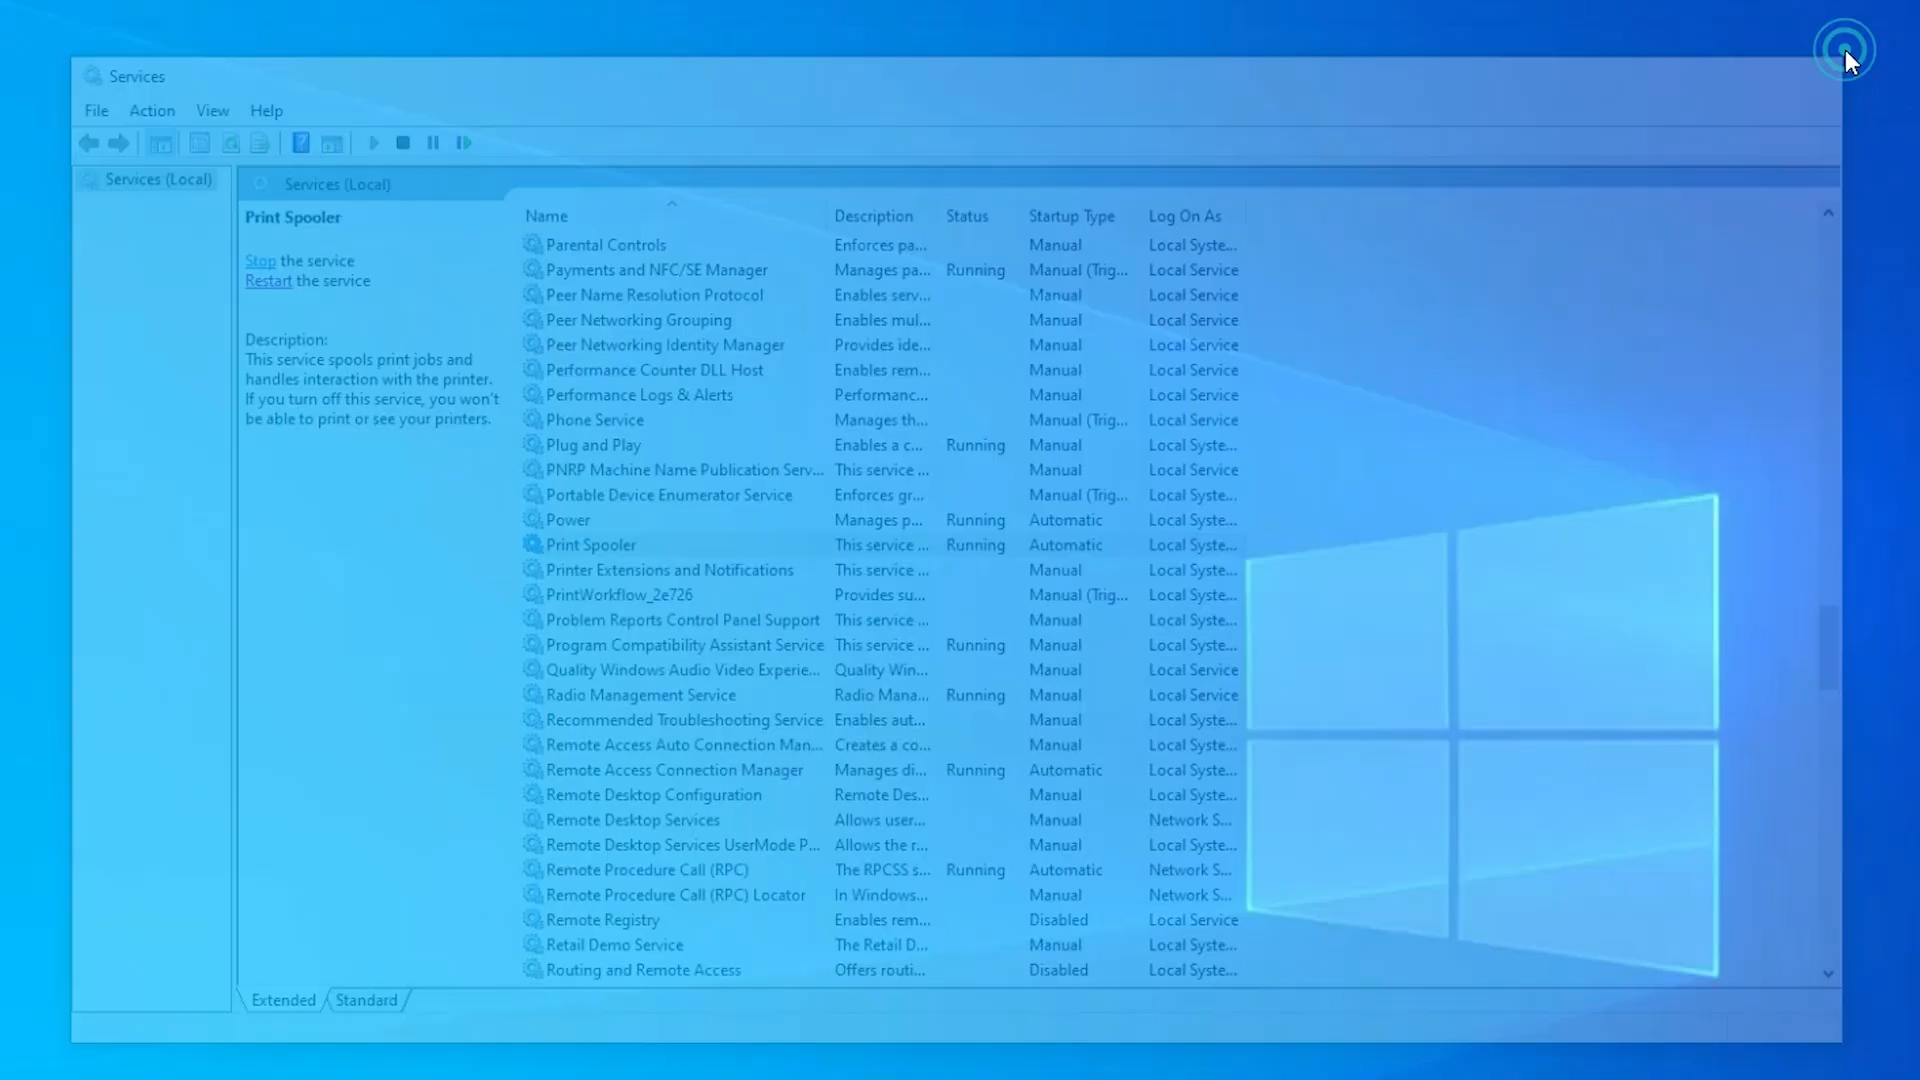 Services
File Action View Help
Services (Local)
Services (Local)
Print Spooler
Stop the service
Restart the service
Description:
This service spools print jobs and
handles interaction with the printer.
If you turn off this service, you won't
be able to print or see your printers.
Name Description Status Startup Type Log On As
Parental Controls Enforces pa... Manual Local Syste...
Payments and NFC/SE Manager Manages pa... Running Manual (Trig... Local Service
Peer Name Resolution Protocol Enables serv... Manual Local Service
Peer Networking Grouping Enables mul... Manual Local Service
Peer Networking Identity Manager Provides ide... Manual Local Service
Performance Counter DLL Host Enables rem... Manual Local Service
Performance Logs & Alerts Performanc... Manual Local Service
Phone Service Manages th... Manual (Trig... Local Service
Plug and Play Enables a c... Running Manual Local Syste...
PNRP Machine Name Publication Serv... This service ... Manual Local Service
Portable Device Enumerator Service Enforces gr... Manual (Trig... Local Syste...
Power Manages p... Running Automatic Local Syste...
Print Spooler This service ... Running Automatic Local Syste...
Printer Extensions and Notifications This service ... Manual Local Syste...
PrintWorkflow_2e726 Provides su... Manual (Trig... Local Syste...
Problem Reports Control Panel Support This service ... Manual Local Syste...
Program Compatibility Assistant Service This service ... Running Manual Local Syste...
Quality Windows Audio Video Experie... Quality Win... Manual Local Service
Radio Management Service Radio Mana... Running Manual Local Service
Recommended Troubleshooting Service Enables aut... Manual Local Syste...
Remote Access Auto Connection Man... Creates a co... Manual Local Syste...
Remote Access Connection Manager Manages di... Running Automatic Local Syste...
Remote Desktop Configuration Remote Des... Manual Local Syste...
Remote Desktop Services Allows user... Manual Network S...
Remote Desktop Services UserMode P... Allows the r... Manual Local Syste...
Remote Procedure Call (RPC) The RPCSS s... Running Automatic Network S...
Remote Procedure Call (RPC) Locator In Windows... Manual Network S...
Remote Registry Enables rem... Disabled Local Service
Retail Demo Service The Retail D... Manual Local Syste...
Routing and Remote Access Offers routi... Disabled Local Syste...
Extended Standard